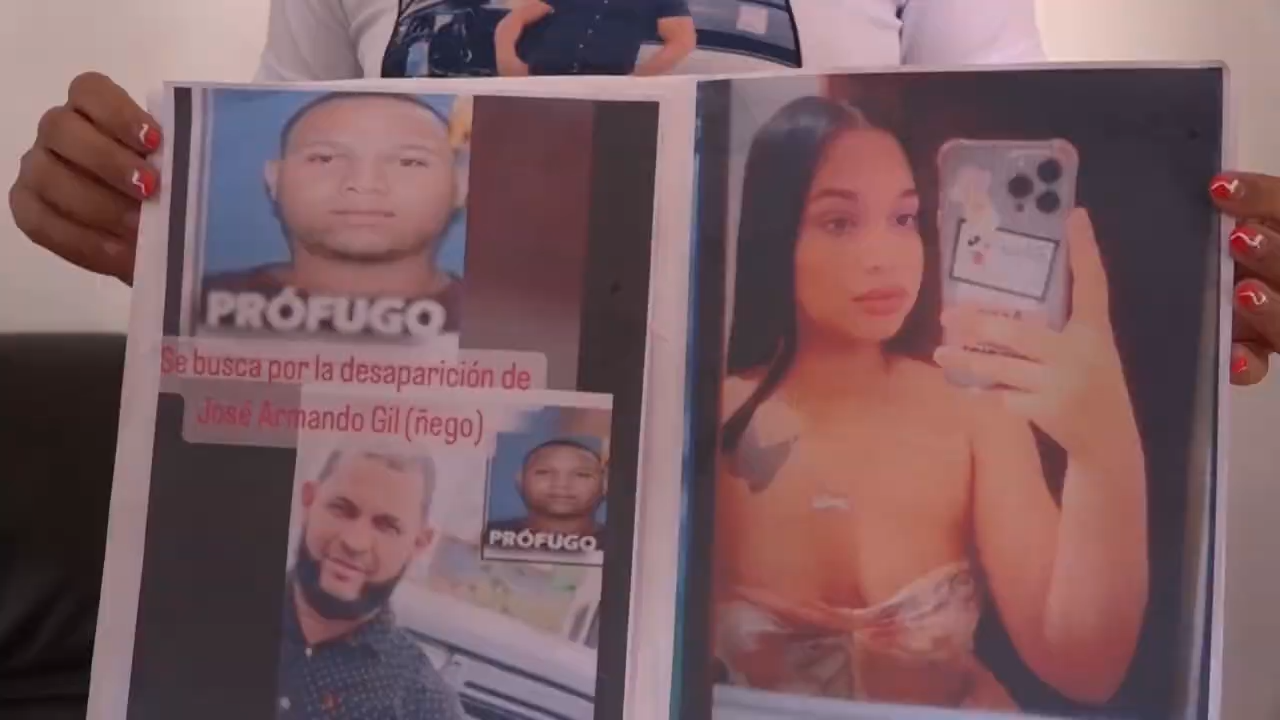 PRÓFUGO
Se busca por la desaparición de
José Armando Gil (ñego)
PRÓFUGO